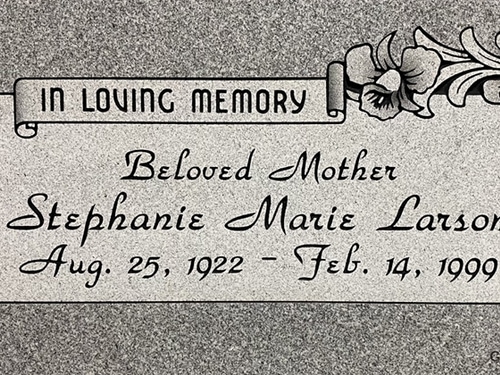 IN LOVING MEMORY
Beloved Mother
Stephanie Marie Larson
Aug. 25, 1922 - Feb. 14, 1999